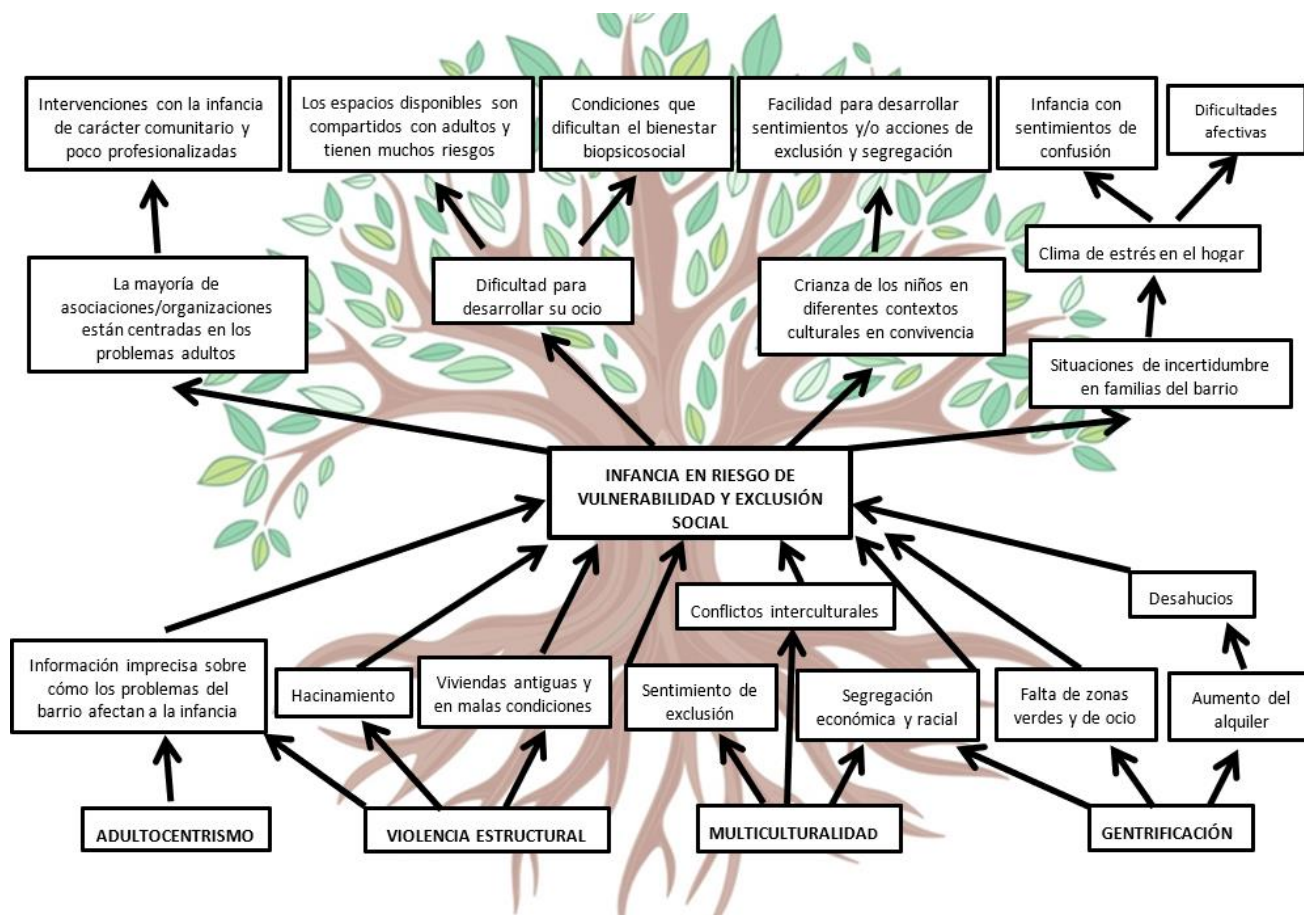 Intervenciones con la infancia
de carácter comunitario y
poco profesionalizadas
Los espacios disponibles son
compartidos con adultos y
tienen muchos riesgos
Condiciones que
dificultan el bienestar
biopsicosocial
Facilidad para desarrollar
sentimientos y/o acciones de
exclusión y segregación
Infancia con
sentimientos de
confusión
Dificultades
afectivas
La mayoría de
asociaciones/organizaciones
están centradas en los
problemas adultos
Dificultad para
desarrollar su ocio
Crianza de los niños en
diferentes contextos
culturales en convivencia
Clima de estrés en el hogar
Situaciones de incertidumbre
en familias del barrio
INFANCIA EN RIESGO DE
VULNERABILIDAD Y EXCLUSIÓN
SOCIAL
Información imprecisa sobre
cómo los problemas del
barrio afectan a la infancia
Hacinamiento
Viviendas antiguas y
en malas condiciones
Sentimiento de
exclusión
Conflictos interculturales
Segregación
económica y racial
Falta de zonas
verdes y de ocio
Desahucios
Aumento del
alquiler
ADULTOCENTRISMO
VIOLENCIA ESTRUCTURAL
MULTICULTURALIDAD
GENTRIFICACIÓN